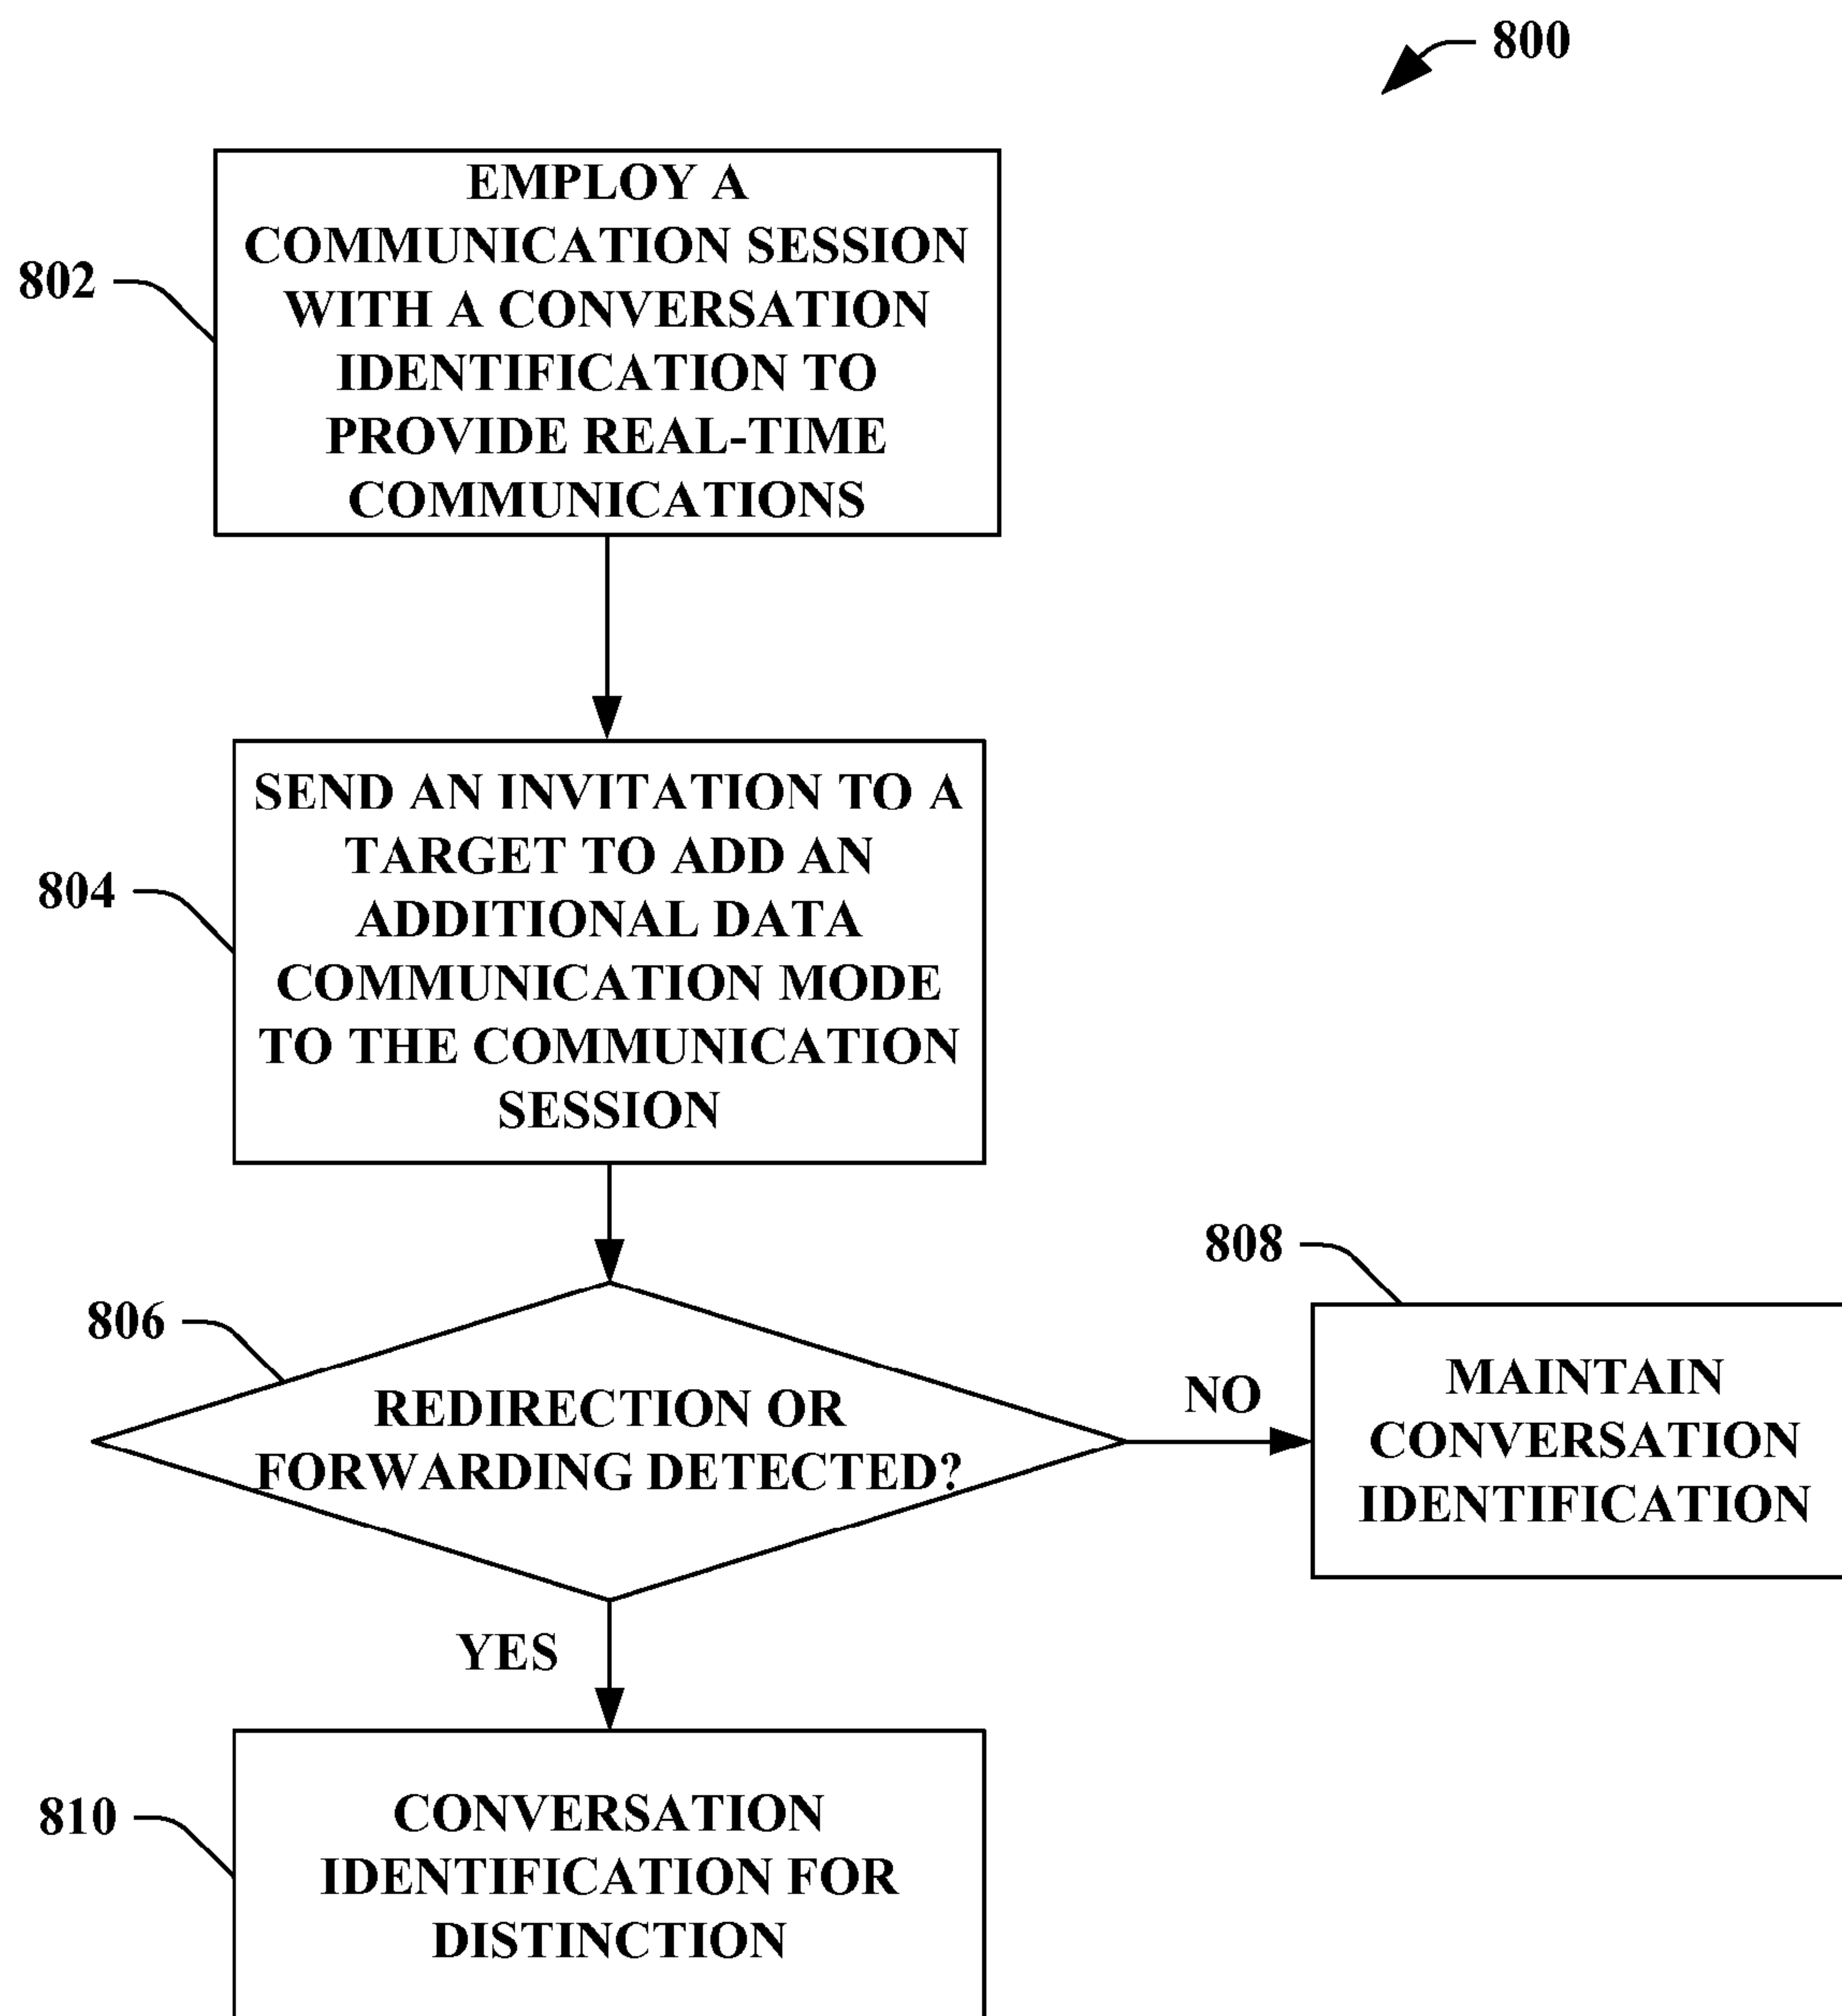 800
802
EMPLOY A
COMMUNICATION SESSION
WITH A CONVERSATION
IDENTIFICATION TO
PROVIDE REAL-TIME
COMMUNICATIONS
804
SEND AN INVITATION TO A
TARGET TO ADD AN
ADDITIONAL DATA
COMMUNICATION MODE
TO THE COMMUNICATION
SESSION
806
REDIRECTION OR
FORWARDING DETECTED?
NO
808
MAINTAIN
CONVERSATION
IDENTIFICATION
YES
810
CONVERSATION
IDENTIFICATION FOR
DISTINCTION